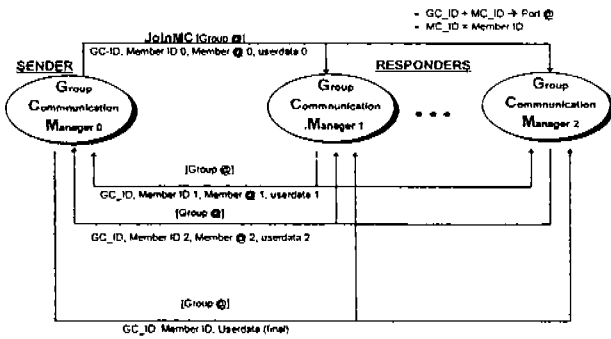 JoinMC [Group @]
GC-ID, Member ID 0, Member @ 0, userdata 0
- GC_ID + MC_ID → Port @
- MC_ID = Member ID
SENDER
RESPONDERS
Group
Commmunication
Manager 0
Group
Communication
Manager 1
• • •
Group
Communication
Manager 2
[Group @]
GC_ID, Member ID 1, Member @ 1, userdata 1
[Group @]
GC_ID, Member ID 2, Member @ 2, userdata 2
[Group @]
GC_ID, Member ID, Userdata (final)